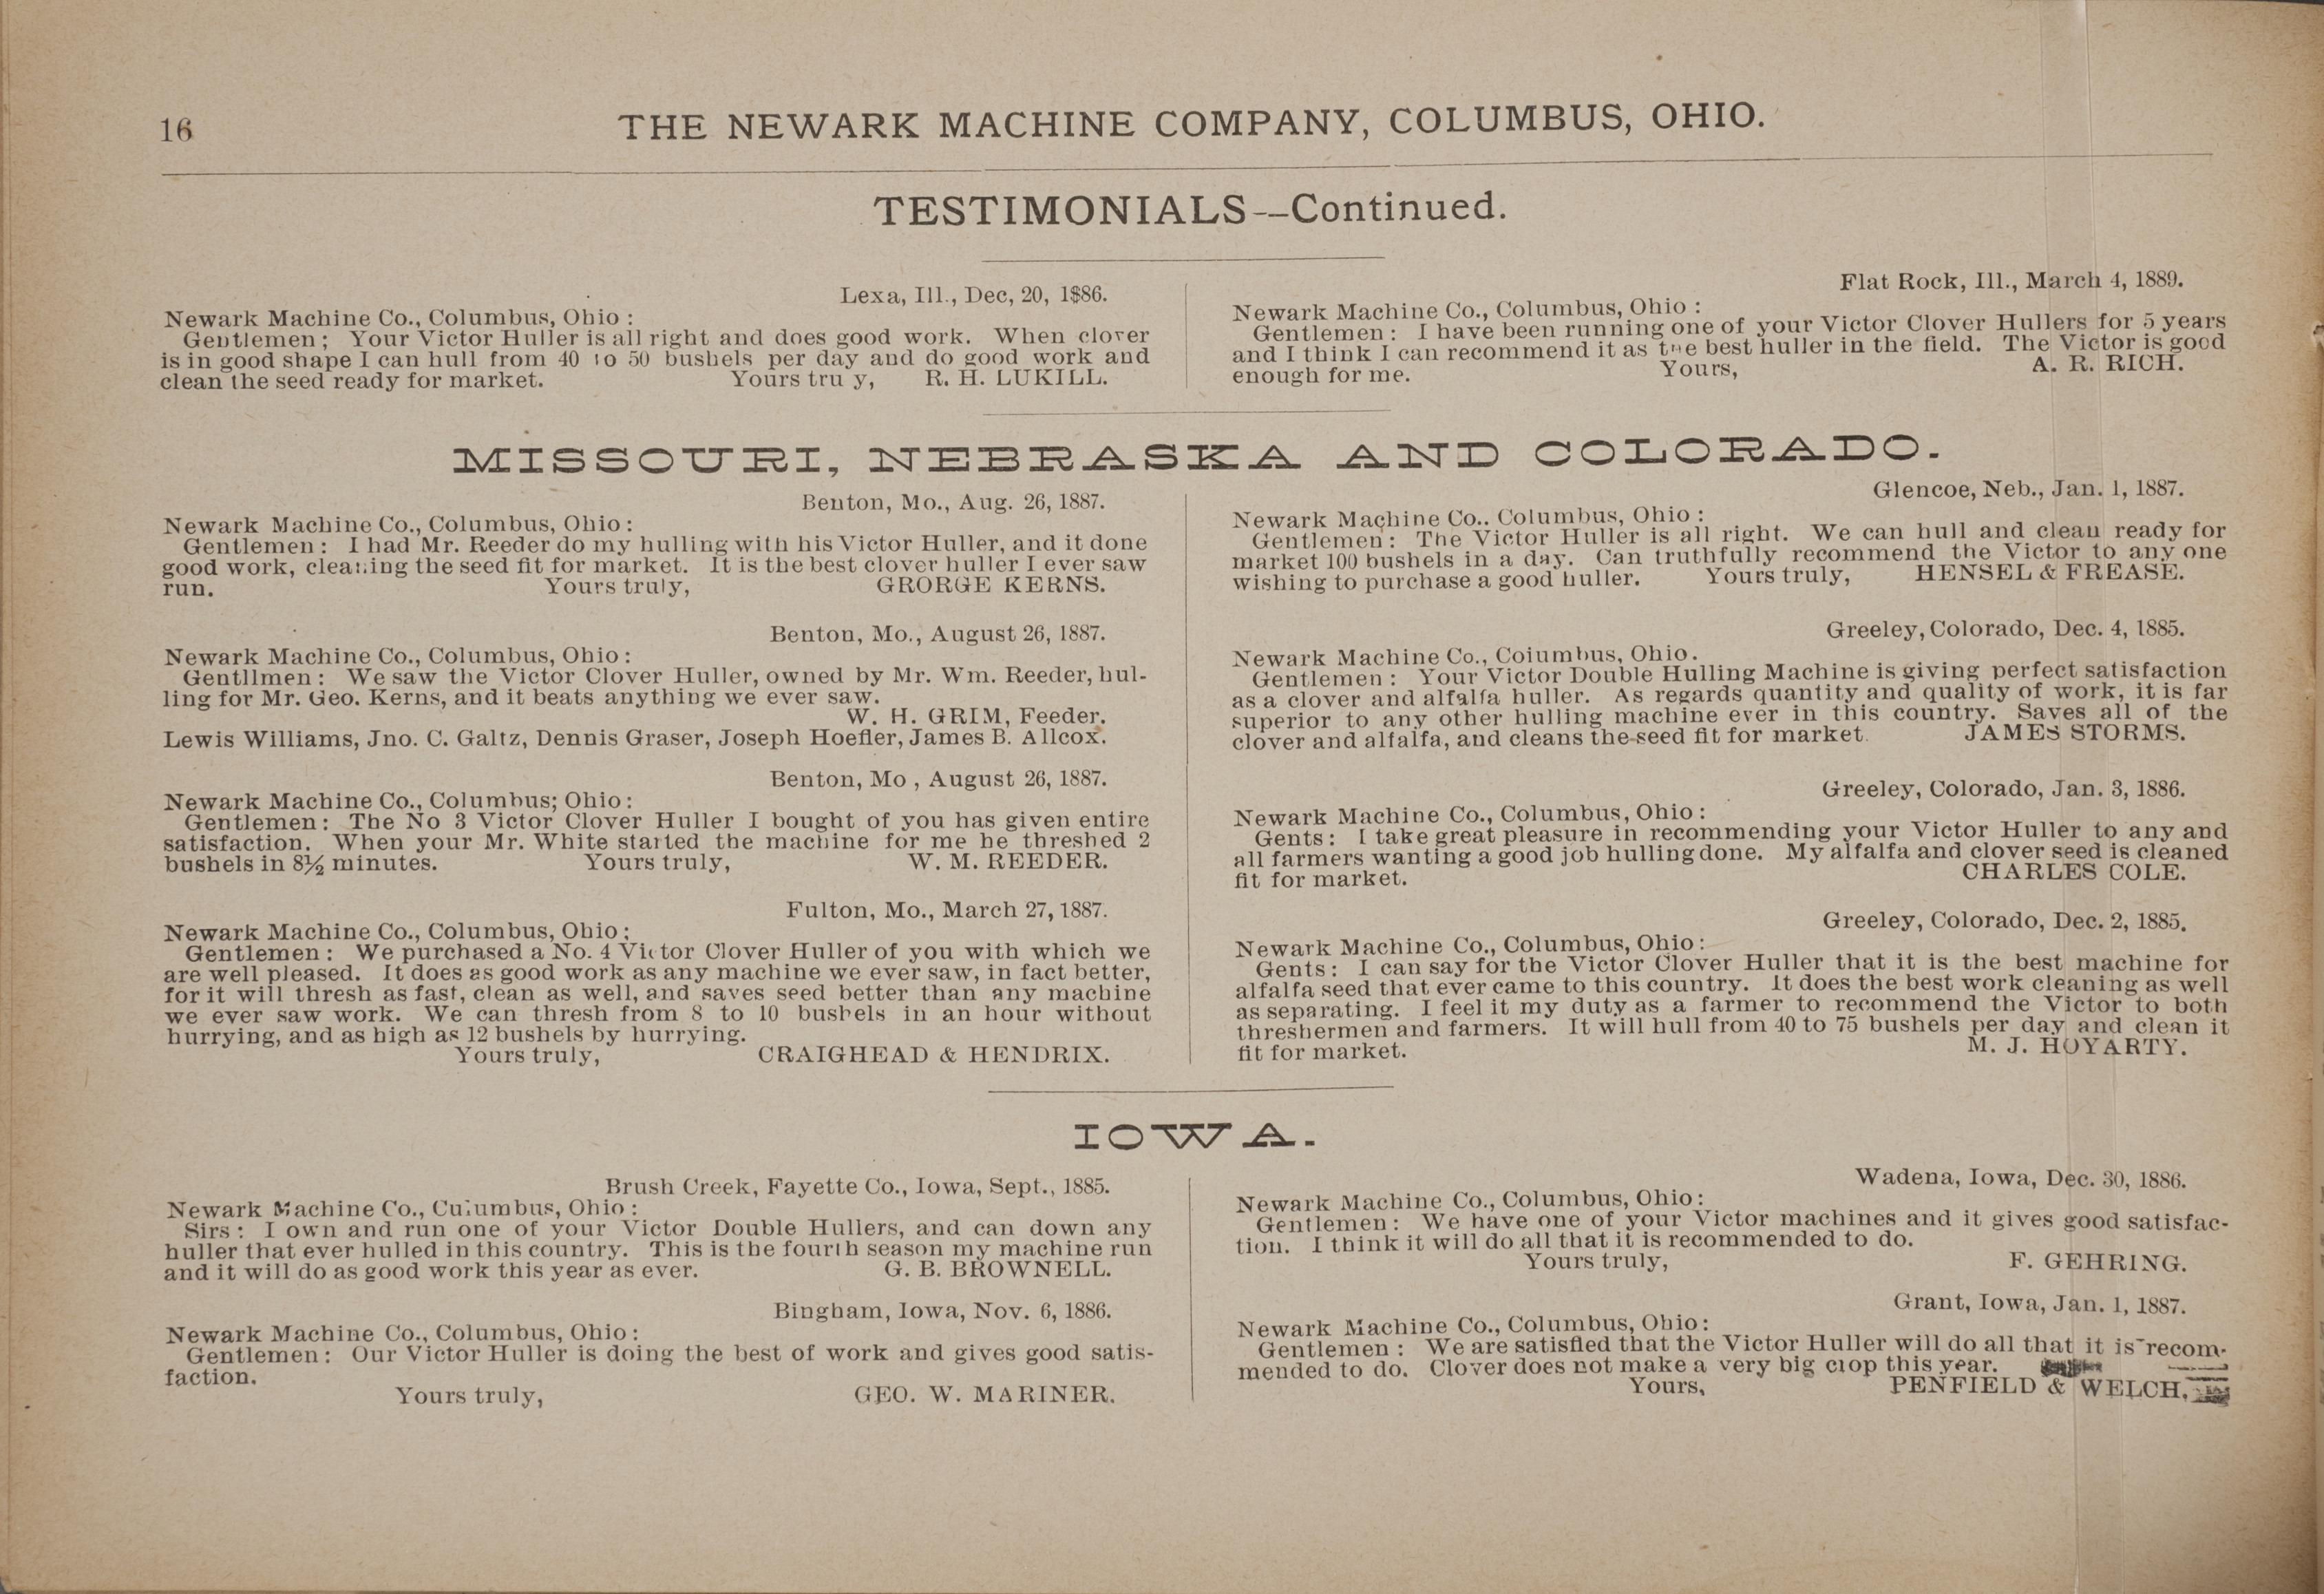 16
THE NEWARK MACHINE COMPANY, COLUMBUS, OHIO.
TESTIMONIALS--Continued.
Lexa, Ill., Dec, 20, 1$86.
Newark Machine Co., Columbus, Ohio :
Gentlemen ; Your Victor Huller is all right and does good work. When clover
is in good shape I can hull from 40 to 50 bushels per day and do good work and
clean the seed ready for market. Yours tru y, R. H. LUKILL.
Flat Rock, Ill., March 4, 1889.
Newark Machine Co., Columbus, Ohio :
Gentlemen : I have been running one of your Victor Clover Hullers for 5 years
and I think I can recommend it as the best huller in the field. The Victor is good
enough for me. Yours, A. R. RICH.
MISSOURI, NEBRASKA AND COLORADO.
Benton, Mo., Aug. 26, 1887.
Newark Machine Co., Columbus, Ohio :
Gentlemen : I had Mr. Reeder do my hulling with his Victor Huller, and it done
good work, cleaning the seed fit for market. It is the best clover huller I ever saw
run. Yours truly, GRORGE KERNS.
Benton, Mo., August 26, 1887.
Newark Machine Co., Columbus, Ohio :
Gentllmen : We saw the Victor Clover Huller, owned by Mr. Wm. Reeder, hul-
ling for Mr. Geo. Kerns, and it beats anything we ever saw.
W. H. GRIM, Feeder.
Lewis Williams, Jno. C. Galtz, Dennis Graser, Joseph Hoefler, James B. Allcox.
Benton, Mo , August 26, 1887.
Newark Machine Co., Columbus; Ohio :
Gentlemen : The No 3 Victor Clover Huller I bought of you has given entire
satisfaction. When your Mr. White started the machine for me he threshed 2
bushels in 8½ minutes. Yours truly, W. M. REEDER.
Fulton, Mo., March 27, 1887.
Newark Machine Co., Columbus, Ohio ;
Gentlemen : We purchased a No. 4 Victor Clover Huller of you with which we
are well pleased. It does as good work as any machine we ever saw, in fact better,
for it will thresh as fast, clean as well, and saves seed better than any machine
we ever saw work. We can thresh from 8 to 10 bushels in an hour without
hurrying, and as high as 12 bushels by hurrying.
Yours truly, CRAIGHEAD & HENDRIX.
Glencoe, Neb., Jan. 1, 1887.
Newark Machine Co.. Columbus, Ohio :
Gentlemen : The Victor Huller is all right. We can hull and clean ready for
market 100 bushels in a day. Can truthfully recommend the Victor to any one
wishing to purchase a good huller. Yours truly, HENSEL & FREASE.
Greeley, Colorado, Dec. 4, 1885.
Newark Machine Co., Columbus, Ohio.
Gentlemen : Your Victor Double Hulling Machine is giving perfect satisfaction
as a clover and alfalfa huller. As regards quantity and quality of work, it is far
superior to any other hulling machine ever in this country. Saves all of the
clover and alfalfa, and cleans the seed fit for market. JAMES STORMS.
Greeley, Colorado, Jan. 3, 1886.
Newark Machine Co., Columbus, Ohio :
Gents : I take great pleasure in recommending your Victor Huller to any and
all farmers wanting a good job hulling done. My alfalfa and clover seed is cleaned
fit for market. CHARLES COLE.
Greeley, Colorado, Dec. 2, 1885.
Newark Machine Co., Columbus, Ohio :
Gents : I can say for the Victor Clover Huller that it is the best machine for
alfalfa seed that ever came to this country. It does the best work cleaning as well
as separating. I feel it my duty as a farmer to recommend the Victor to both
threshermen and farmers. It will hull from 40 to 75 bushels per day and clean it
fit for market. M. J. HOYARTY.
IOWA.
Brush Creek, Fayette Co., Iowa, Sept., 1885.
Newark Machine Co., Columbus, Ohio :
Sirs : I own and run one of your Victor Double Hullers, and can down any
huller that ever hulled in this country. This is the fourth season my machine run
and it will do as good work this year as ever. G. B. BROWNELL.
Bingham, Iowa, Nov. 6, 1886.
Newark Machine Co., Columbus, Ohio :
Gentlemen : Our Victor Huller is doing the best of work and gives good satis-
faction.
Yours truly, GEO. W. MARINER.
Wadena, Iowa, Dec. 30, 1886.
Newark Machine Co., Columbus, Ohio :
Gentlemen : We have one of your Victor machines and it gives good satisfac-
tion. I think it will do all that it is recommended to do.
Yours truly, F. GEHRING.
Grant, Iowa, Jan. 1, 1887.
Newark Machine Co., Columbus, Ohio :
Gentlemen : We are satisfied that the Victor Huller will do all that it is recom-
mended to do. Clover does not make a very big crop this year.
Yours, PENFIELD & WELCH.